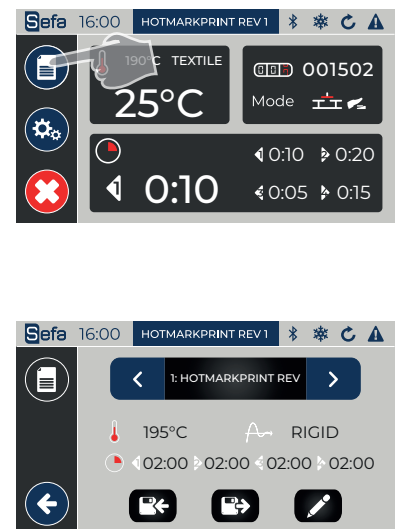 Sefa 16:00 HOTMARKPRINT REV 1
190°C TEXTILE
25°C
001502
Mode
1 0:10
0:10 0:20
0:05 0:15
Sefa 16:00 HOTMARKPRINT REV 1
1: HOTMARKPRINT REV
195°C RIGID
02:00 02:00 02:00 02:00